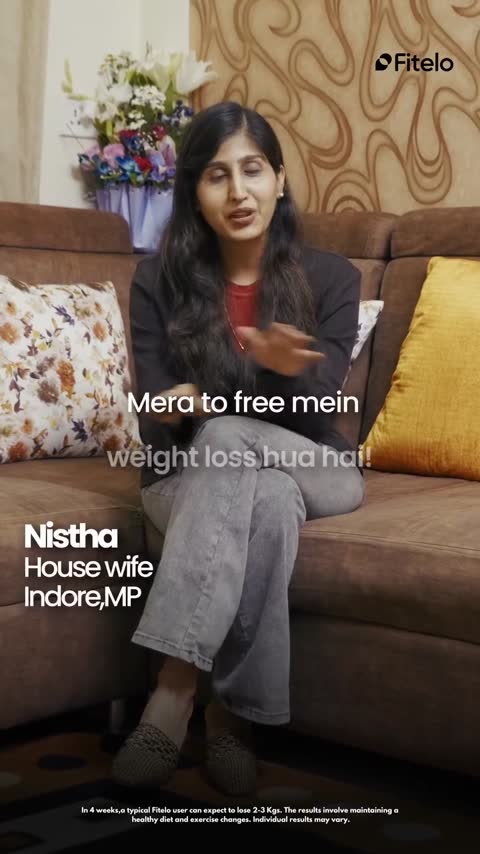 Fitelo
Mera to free mein
weight loss hua hai!
Nistha
House wife
Indore,MP
In 4 weeks,a typical Fitelo user can expect to lose 2-3 Kgs. The results involve maintaining a
healthy diet and exercise changes. Individual results may vary.